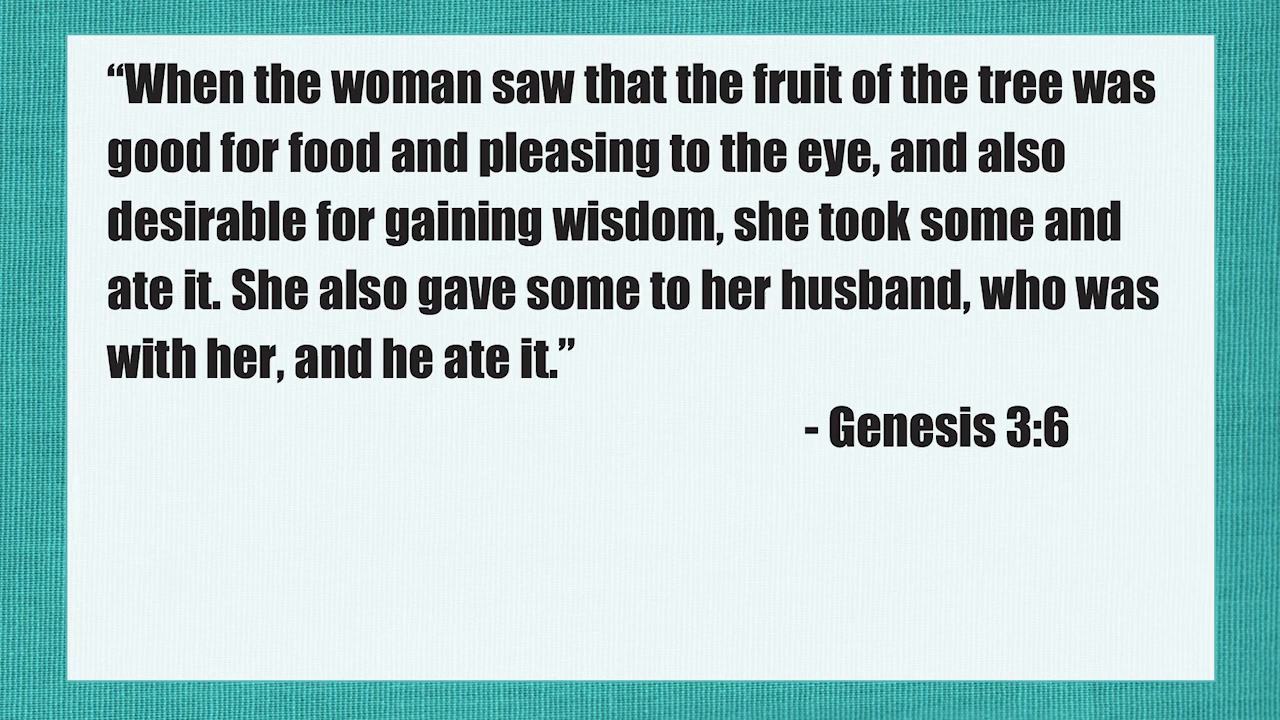 “When the woman saw that the fruit of the tree was
good for food and pleasing to the eye, and also
desirable for gaining wisdom, she took some and
ate it. She also gave some to her husband, who was
with her, and he ate it.”
- Genesis 3:6